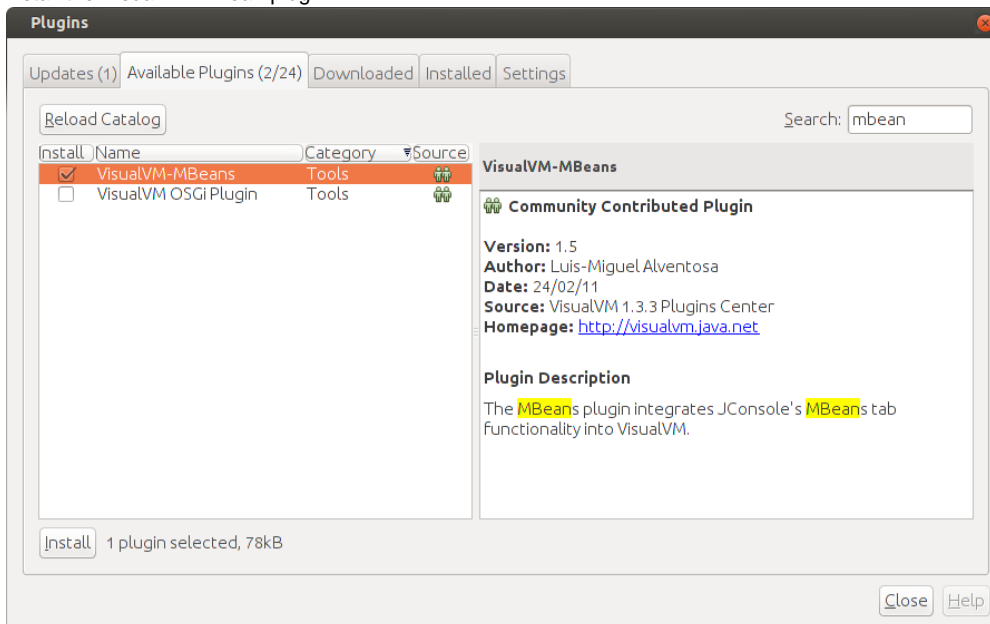 Plugins
Updates (1) Available Plugins (2/24) Downloaded Installed Settings
Reload Catalog Search: mbean
Install Name Category Source
VisualVM-MBeans Tools
VisualVM OSGi Plugin Tools
VisualVM-MBeans
Community Contributed Plugin
Version: 1.5
Author: Luis-Miguel Alventosa
Date: 24/02/11
Source: VisualVM 1.3.3 Plugins Center
Homepage: http://visualvm.java.net
Plugin Description
The MBeans plugin integrates JConsole's MBeans tab
functionality into VisualVM.
Install 1 plugin selected, 78kB
Close Help